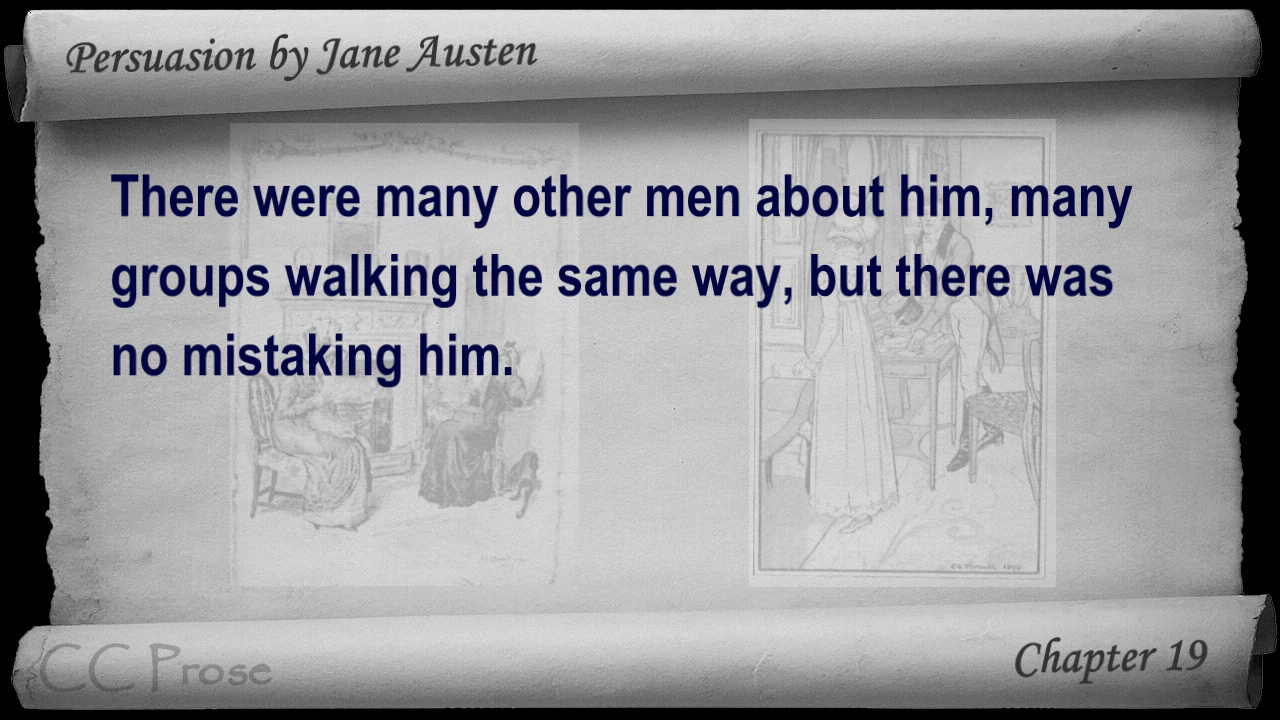 Persuasion by Jane Austen
There were many other men about him, many
groups walking the same way, but there was
no mistaking him.
CC Prose
Chapter 19